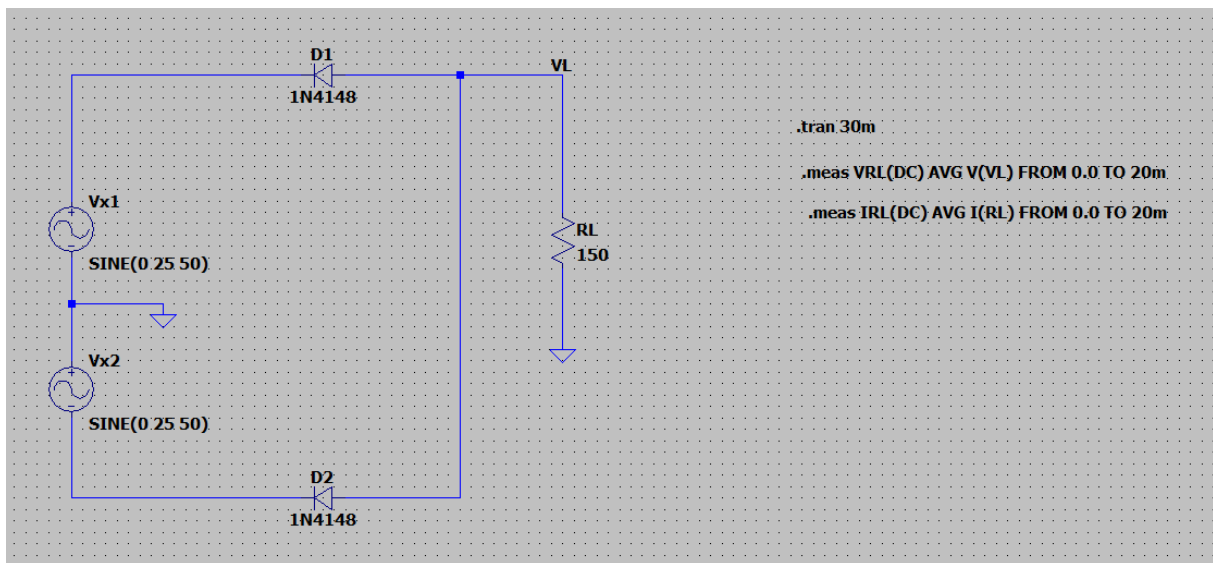 D1
1N4148
VL
.tran 30m
.meas VRL(DC) AVG V(VL) FROM 0.0 TO 20m
Vx1
.meas IRL(DC) AVG I(RL) FROM 0.0 TO 20m
RL
150
SINE(0 25 50)
Vx2
SINE(0 25 50)
D2
1N4148